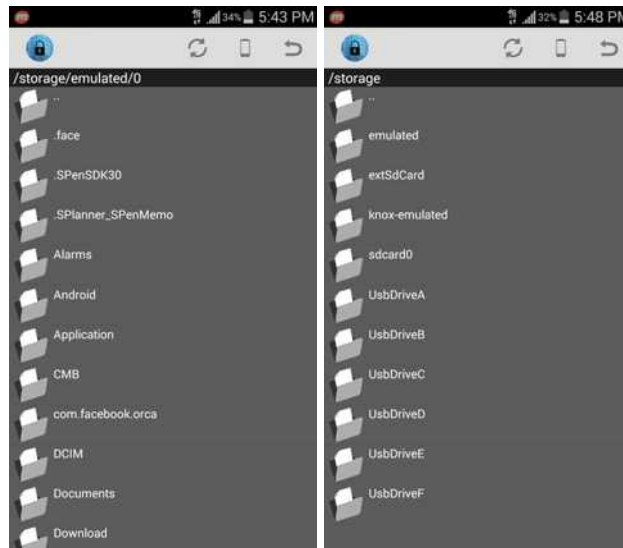 34% 5:43 PM
/storage/emulated/0
..
.face
.SPenSDK30
.SPlanner_SPenMemo
Alarms
Android
Application
CMB
com.facebook.orca
DCIM
Documents
Download
32% 5:48 PM
/storage
..
emulated
extSdCard
knox-emulated
sdcard0
UsbDriveA
UsbDriveB
UsbDriveC
UsbDriveD
UsbDriveE
UsbDriveF